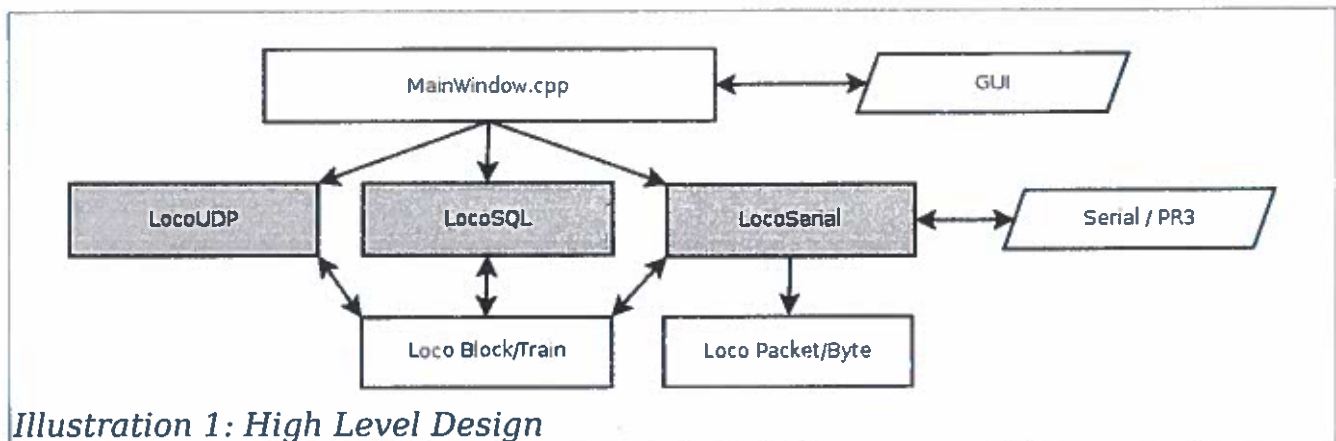 MainWindow.cpp
GUI
LocoUDP
LocoSQL
LocoSerial
Serial / PR3
Loco Block/Train
Loco Packet/Byte
Illustration 1: High Level Design